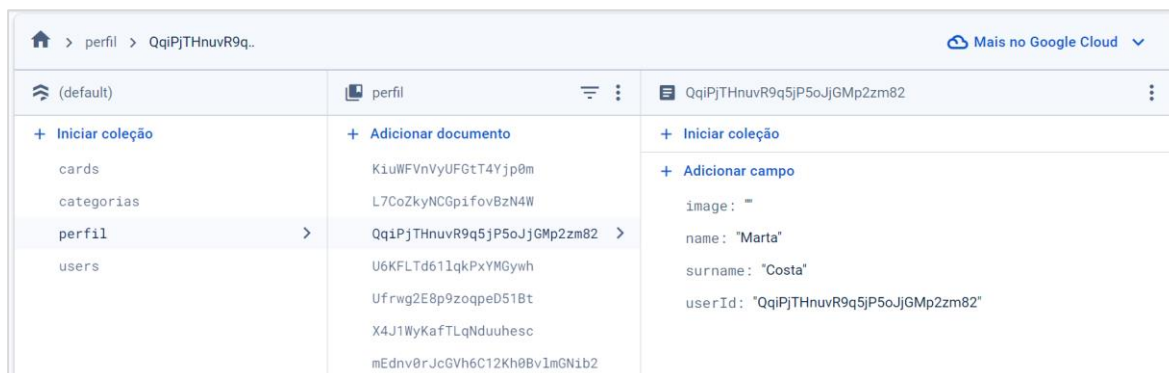 > perfil > QqiPjTHnuvR9q..
Mais no Google Cloud
(default)
perfil
QqiPjTHnuvR9q5jP5oJjGMp2zm82
+ Iniciar coleção
cards
categorias
perfil >
users
+ Adicionar documento
KiuWFVnVyUFGtT4Yjp0m
L7CoZkyNCGpifovBzN4W
QqiPjTHnuvR9q5jP5oJjGMp2zm82 >
U6KFLTd61lqkPxYMGywh
Ufrwg2E8p9zoqpeD51Bt
X4J1WyKafTLqNduuhesc
mEdnv0rJcGVh6C12Kh0BvlmGNib2
+ Iniciar coleção
+ Adicionar campo
image: ""
name: "Marta"
surname: "Costa"
userId: "QqiPjTHnuvR9q5jP5oJjGMp2zm82"